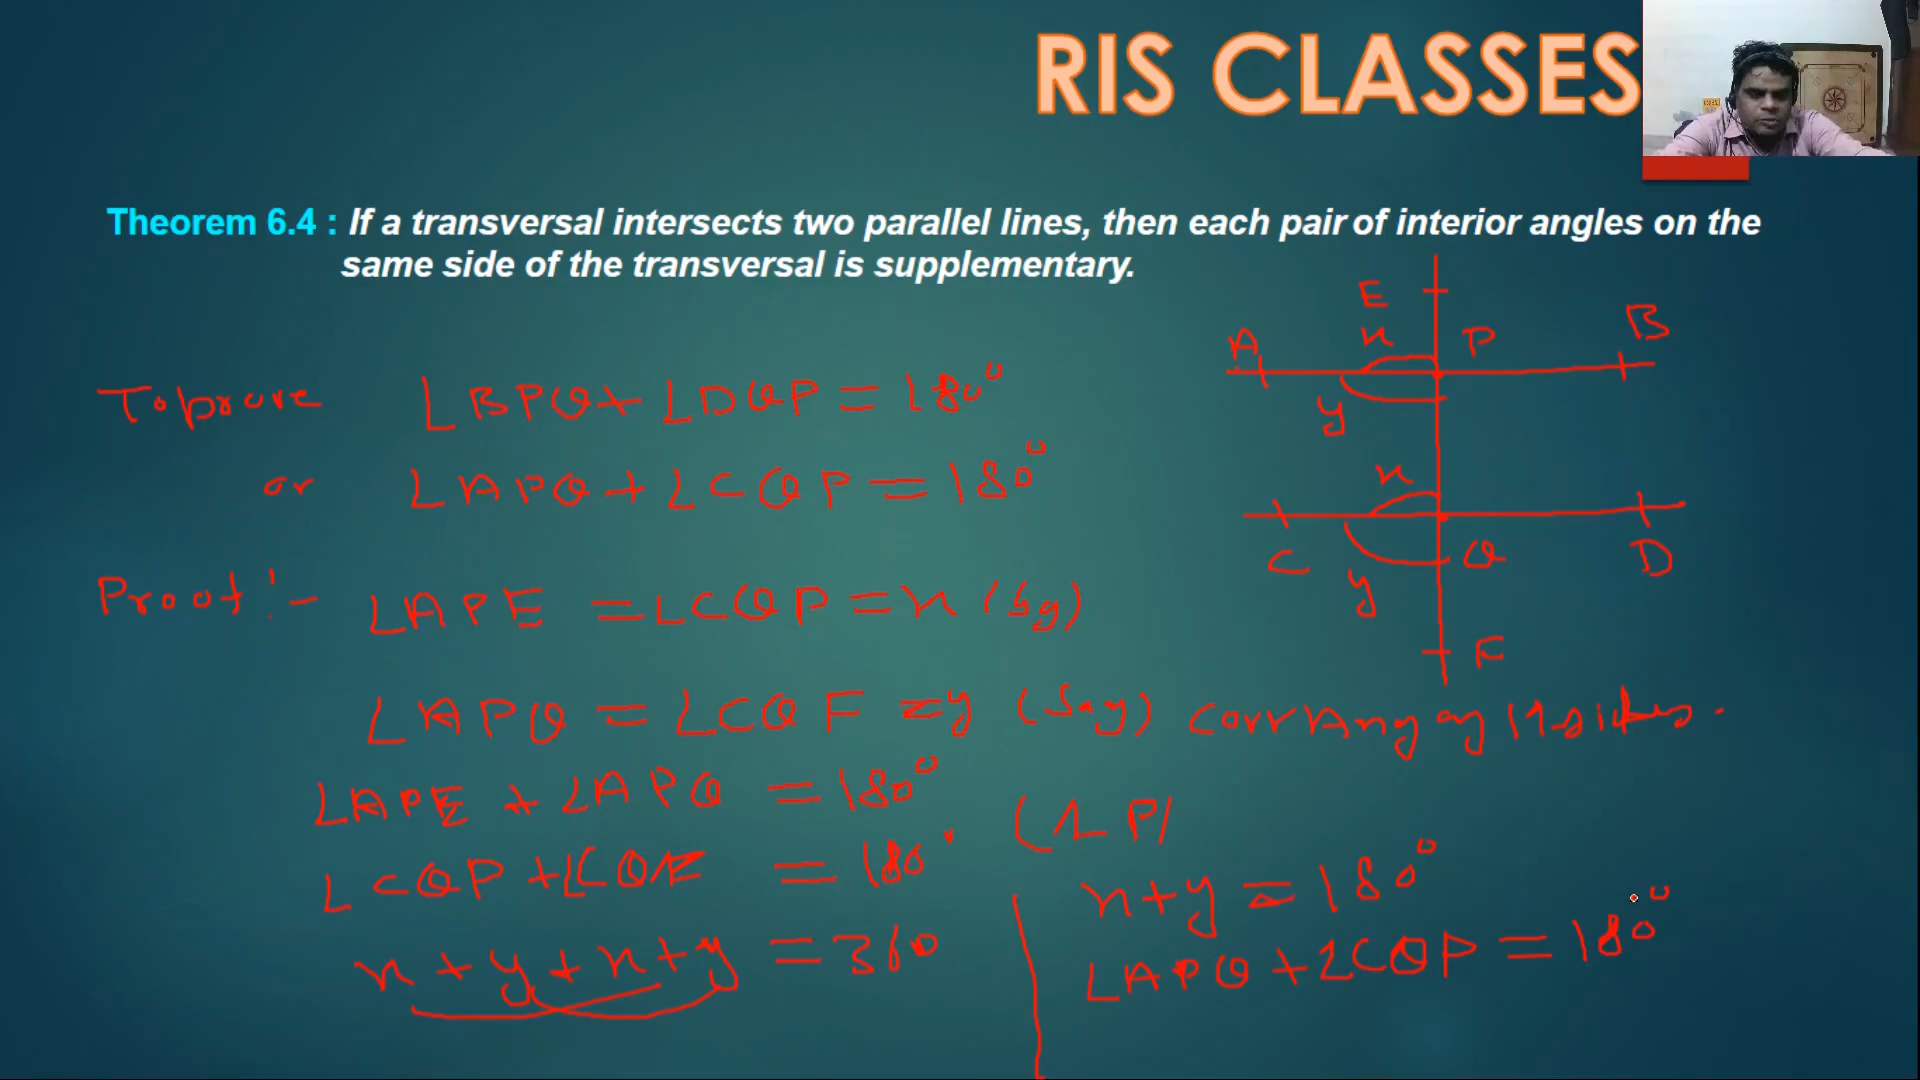 RIS CLASSES
Theorem 6.4 : If a transversal intersects two parallel lines, then each pair of interior angles on the
same side of the transversal is supplementary.
E
A x P B
y
x
C Q D
y
F
To prove ∠BPQ + ∠DQP = 180°
or ∠APQ + ∠CQP = 180°
Proof :- ∠APE = ∠CQP = x (Say)
∠APQ = ∠CQF = y (Say) Corr Ang of
∠APE + ∠APQ = 180° (LP)
∠CQP + ∠CQF = 180°
x + y + x + y = 360
x + y = 180°
∠APQ + ∠CQP = 180°